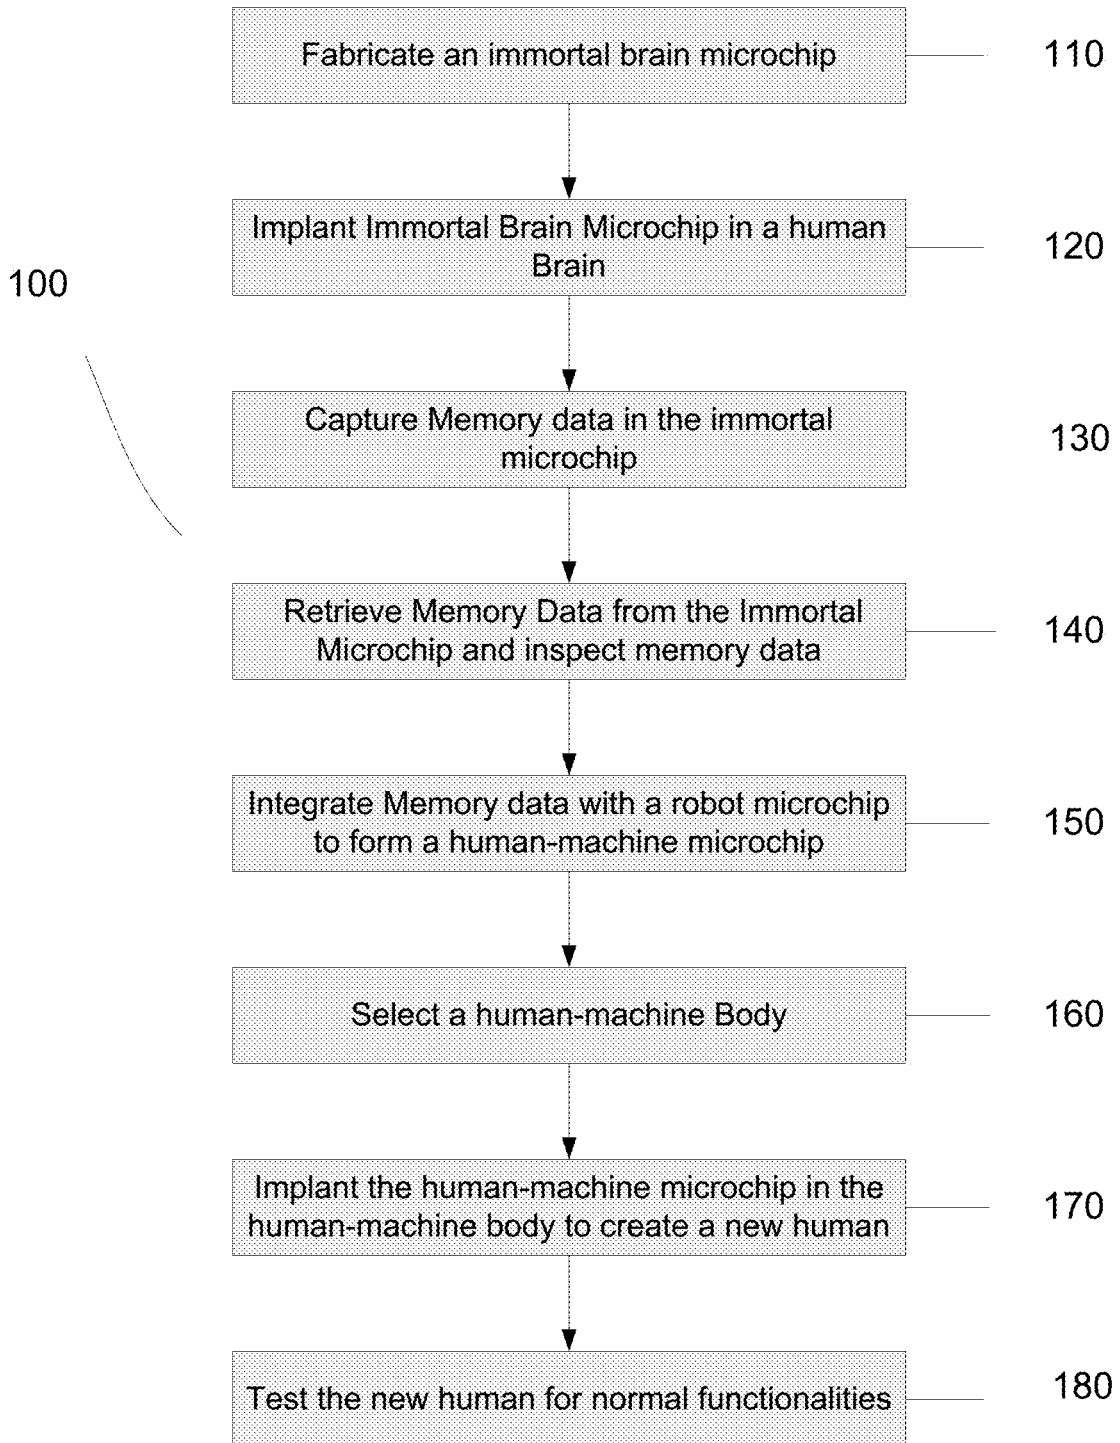 Fabricate an immortal brain microchip
110
Implant Immortal Brain Microchip in a human
Brain
120
100
Capture Memory data in the immortal
microchip
130
Retrieve Memory Data from the Immortal
Microchip and inspect memory data
140
Integrate Memory data with a robot microchip
to form a human-machine microchip
150
Select a human-machine Body
160
Implant the human-machine microchip in the
human-machine body to create a new human
170
Test the new human for normal functionalities
180